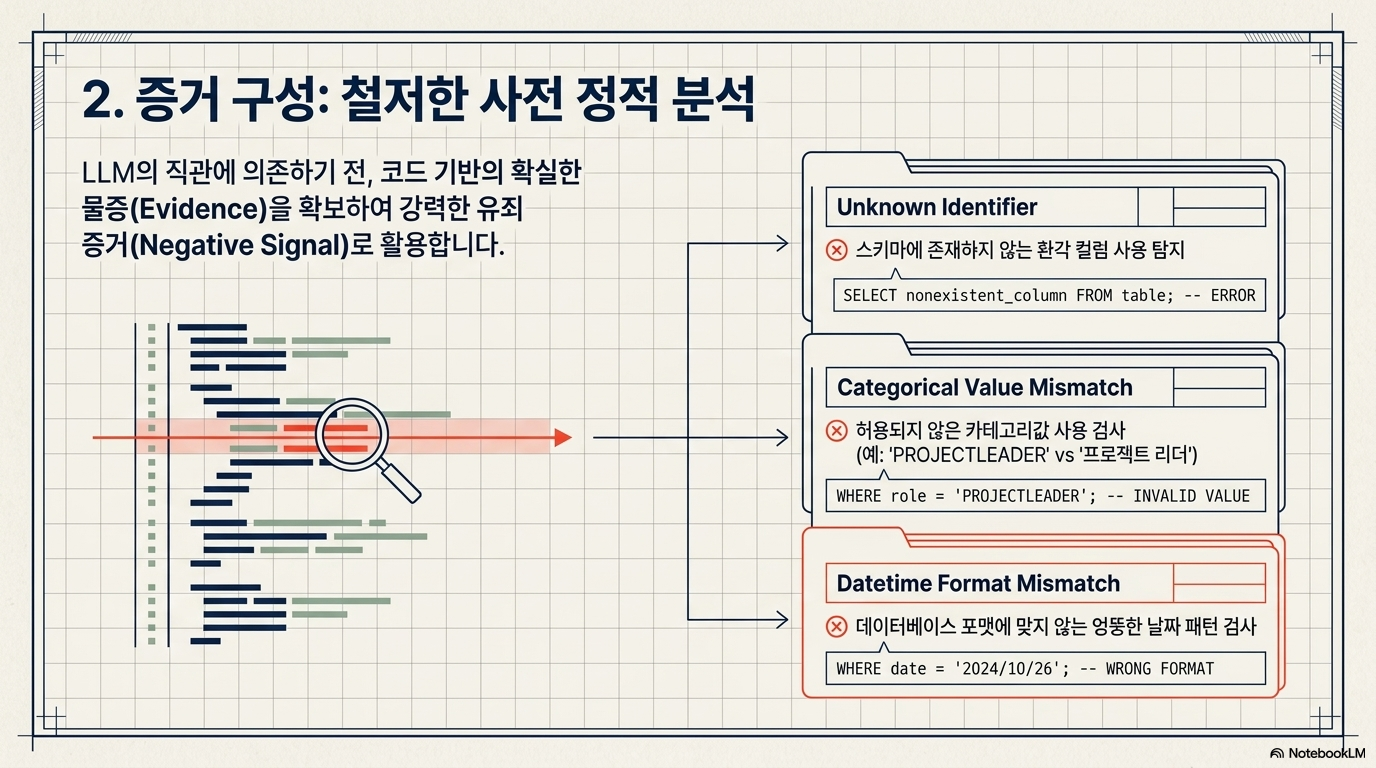 2. 증거 구성: 철저한 사전 정적 분석
LLM의 직관에 의존하기 전, 코드 기반의 확실한
물증(Evidence)을 확보하여 강력한 유죄
증거(Negative Signal)로 활용합니다.
Unknown Identifier
스키마에 존재하지 않는 환각 컬럼 사용 탐지
SELECT nonexistent_column FROM table; -- ERROR
Categorical Value Mismatch
허용되지 않은 카테고리값 사용 검사
(예: 'PROJECTLEADER' vs '프로젝트 리더')
WHERE role = 'PROJECTLEADER'; -- INVALID VALUE
Datetime Format Mismatch
데이터베이스 포맷에 맞지 않는 엉뚱한 날짜 패턴 검사
WHERE date = '2024/10/26'; -- WRONG FORMAT
NotebookLM